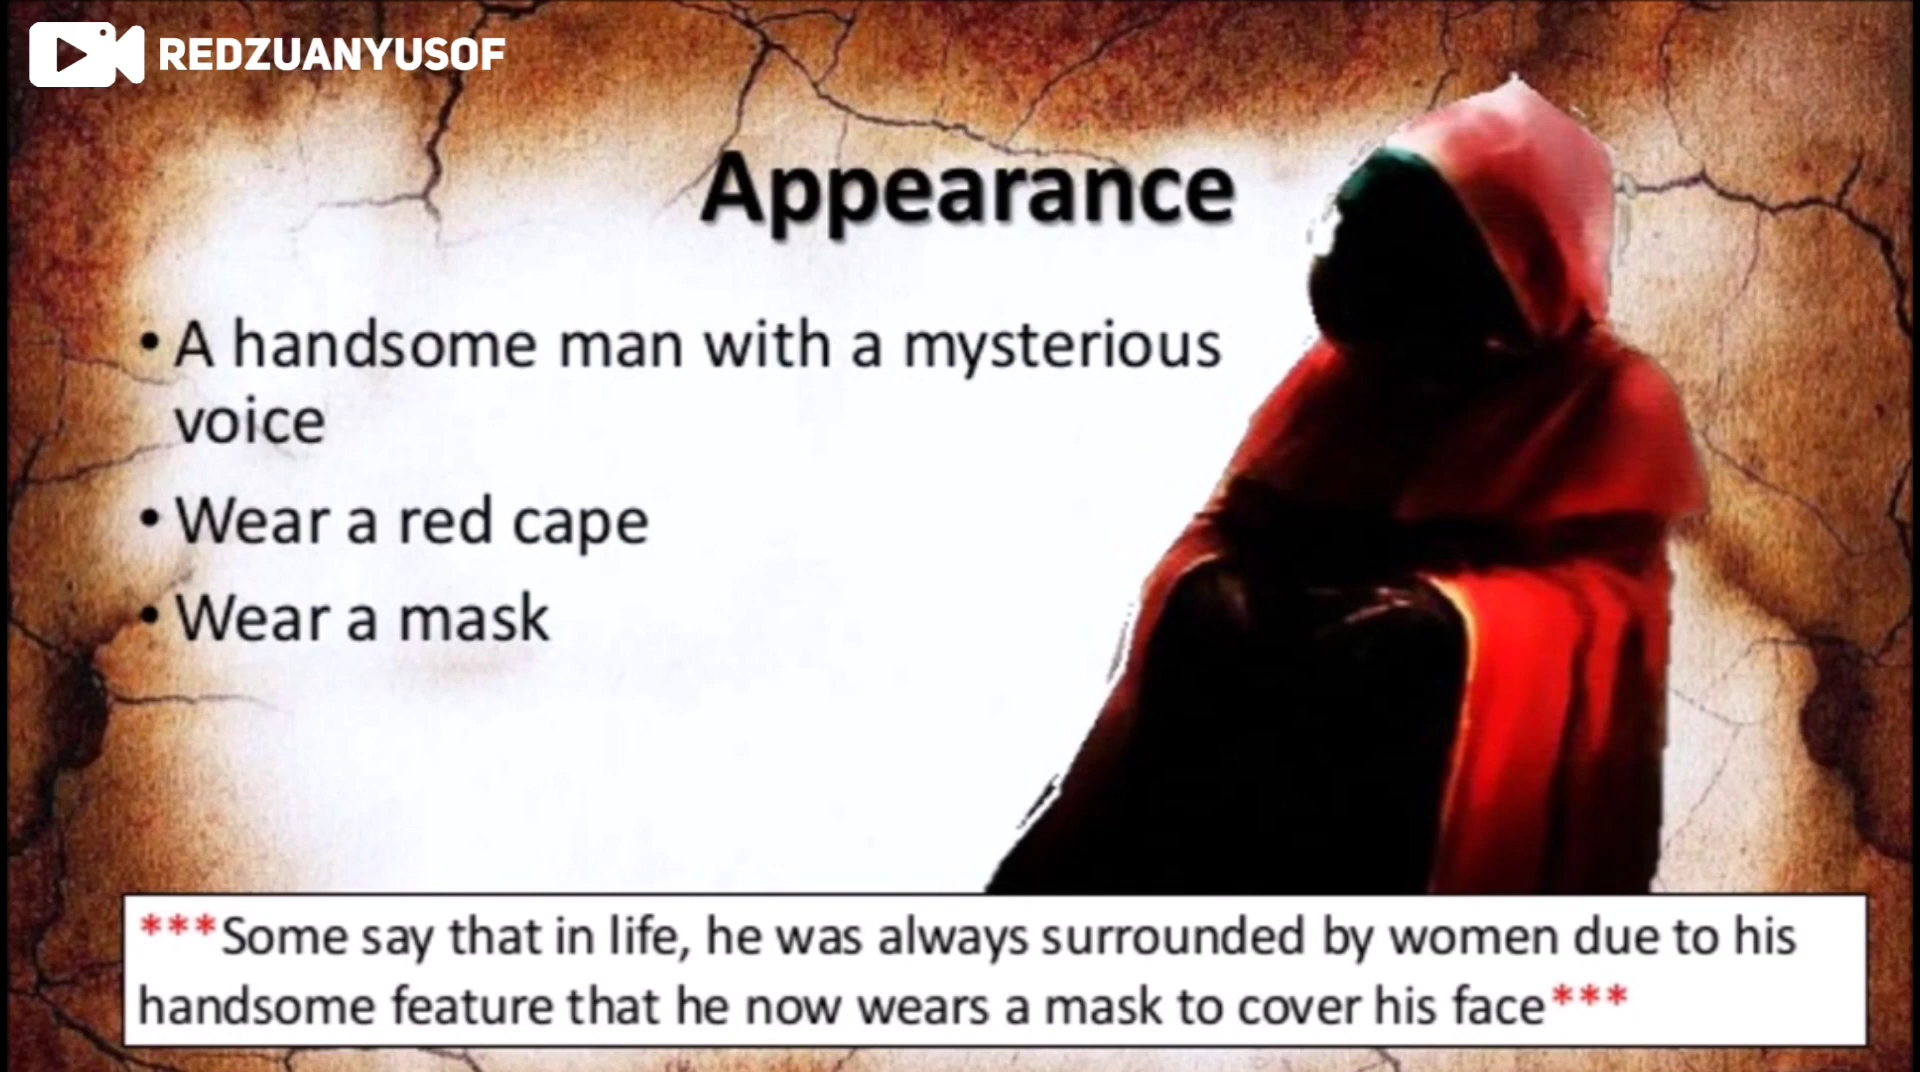 REDZUANYUSOF
Appearance
• A handsome man with a mysterious
voice
• Wear a red cape
• Wear a mask
***Some say that in life, he was always surrounded by women due to his
handsome feature that he now wears a mask to cover his face***